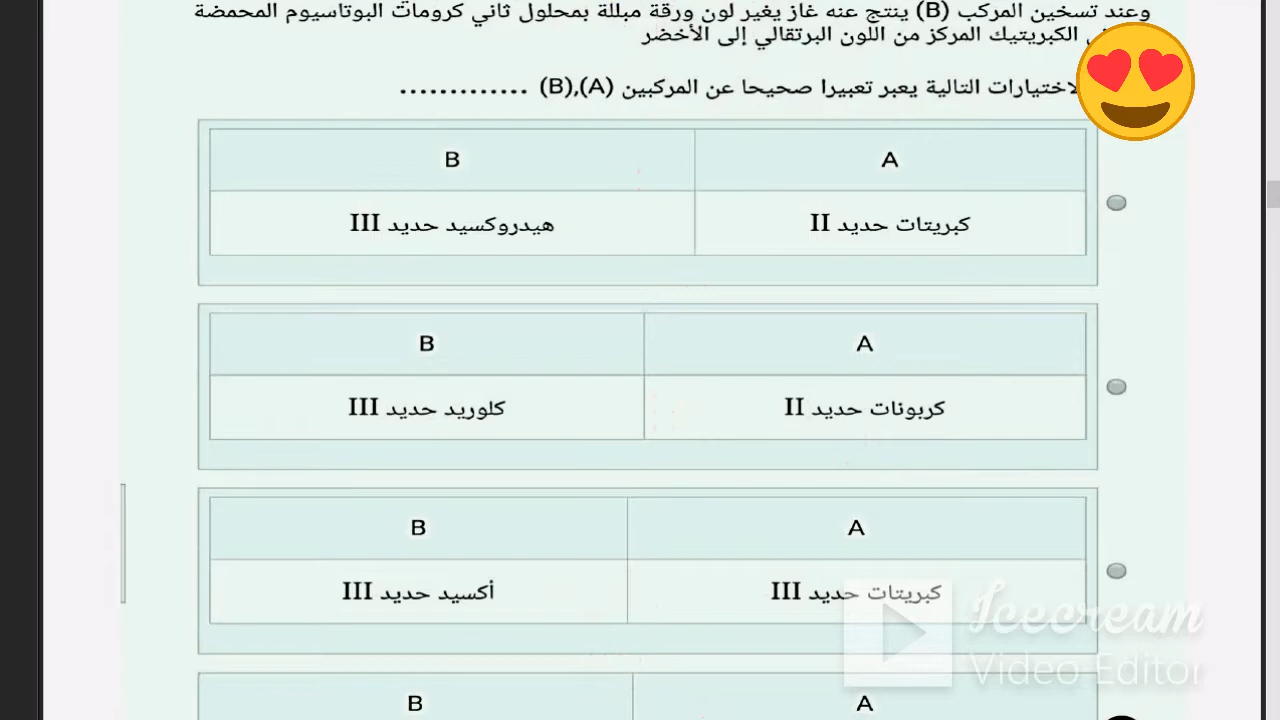 وعند تسخين المركب (B) ينتج عنه غاز يغير لون ورقة مبللة بمحلول ثاني كرومات البوتاسيوم المحمضة
الكبريتيك المركز من اللون البرتقالي إلى الأخضر
الاختيارات التالية يعبر تعبيرا صحيحا عن المركبين (A),(B) .............
A B
كبريتات حديد II هيدروكسيد حديد III
A B
كربونات حديد II كلوريد حديد III
A B
كبريتات حديد III أكسيد حديد III
Icecream
Video Editor
A B